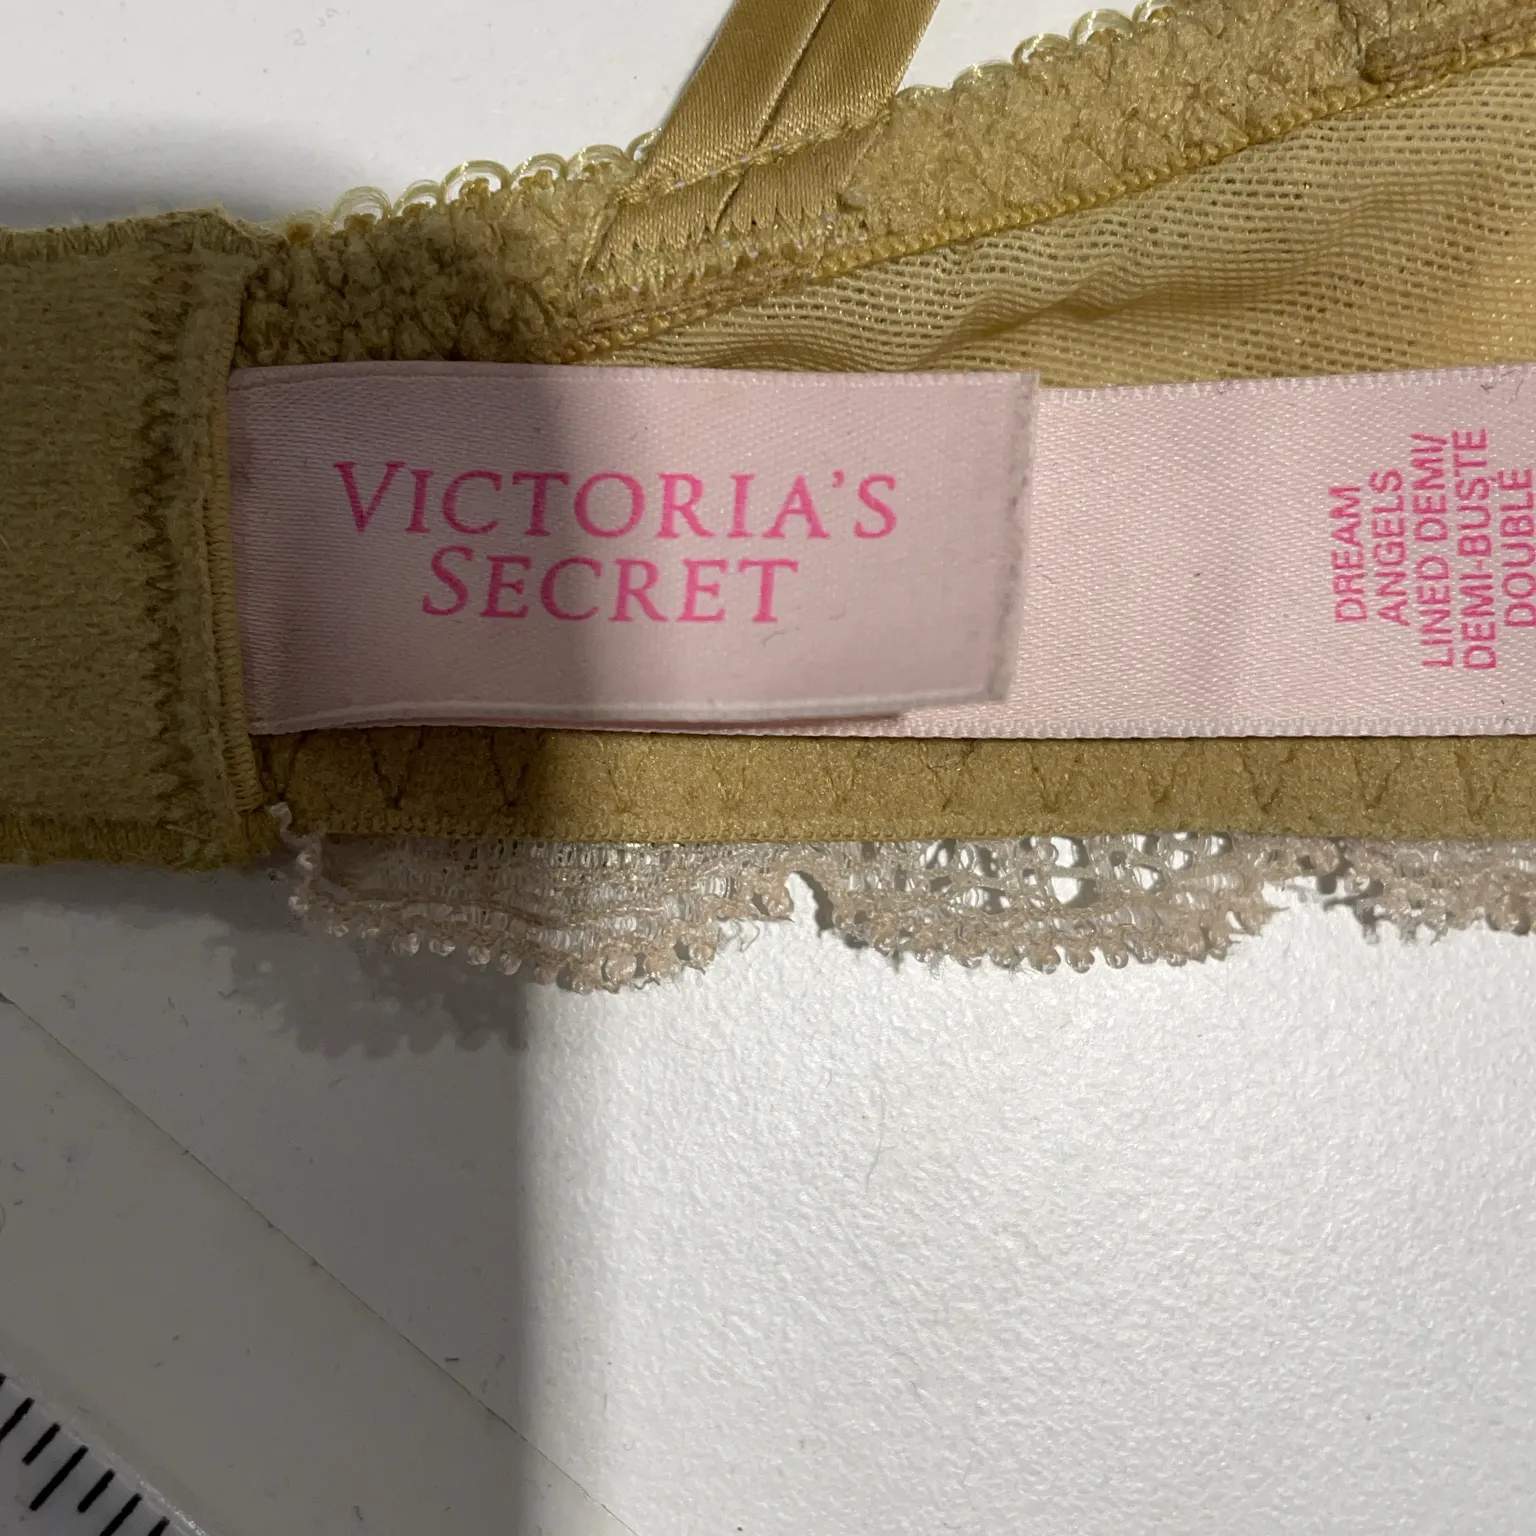 VICTORIA'S
SECRET
DREAM
ANGELS
LINED DEMI/
DEMI-BUSTE
DOUBLE